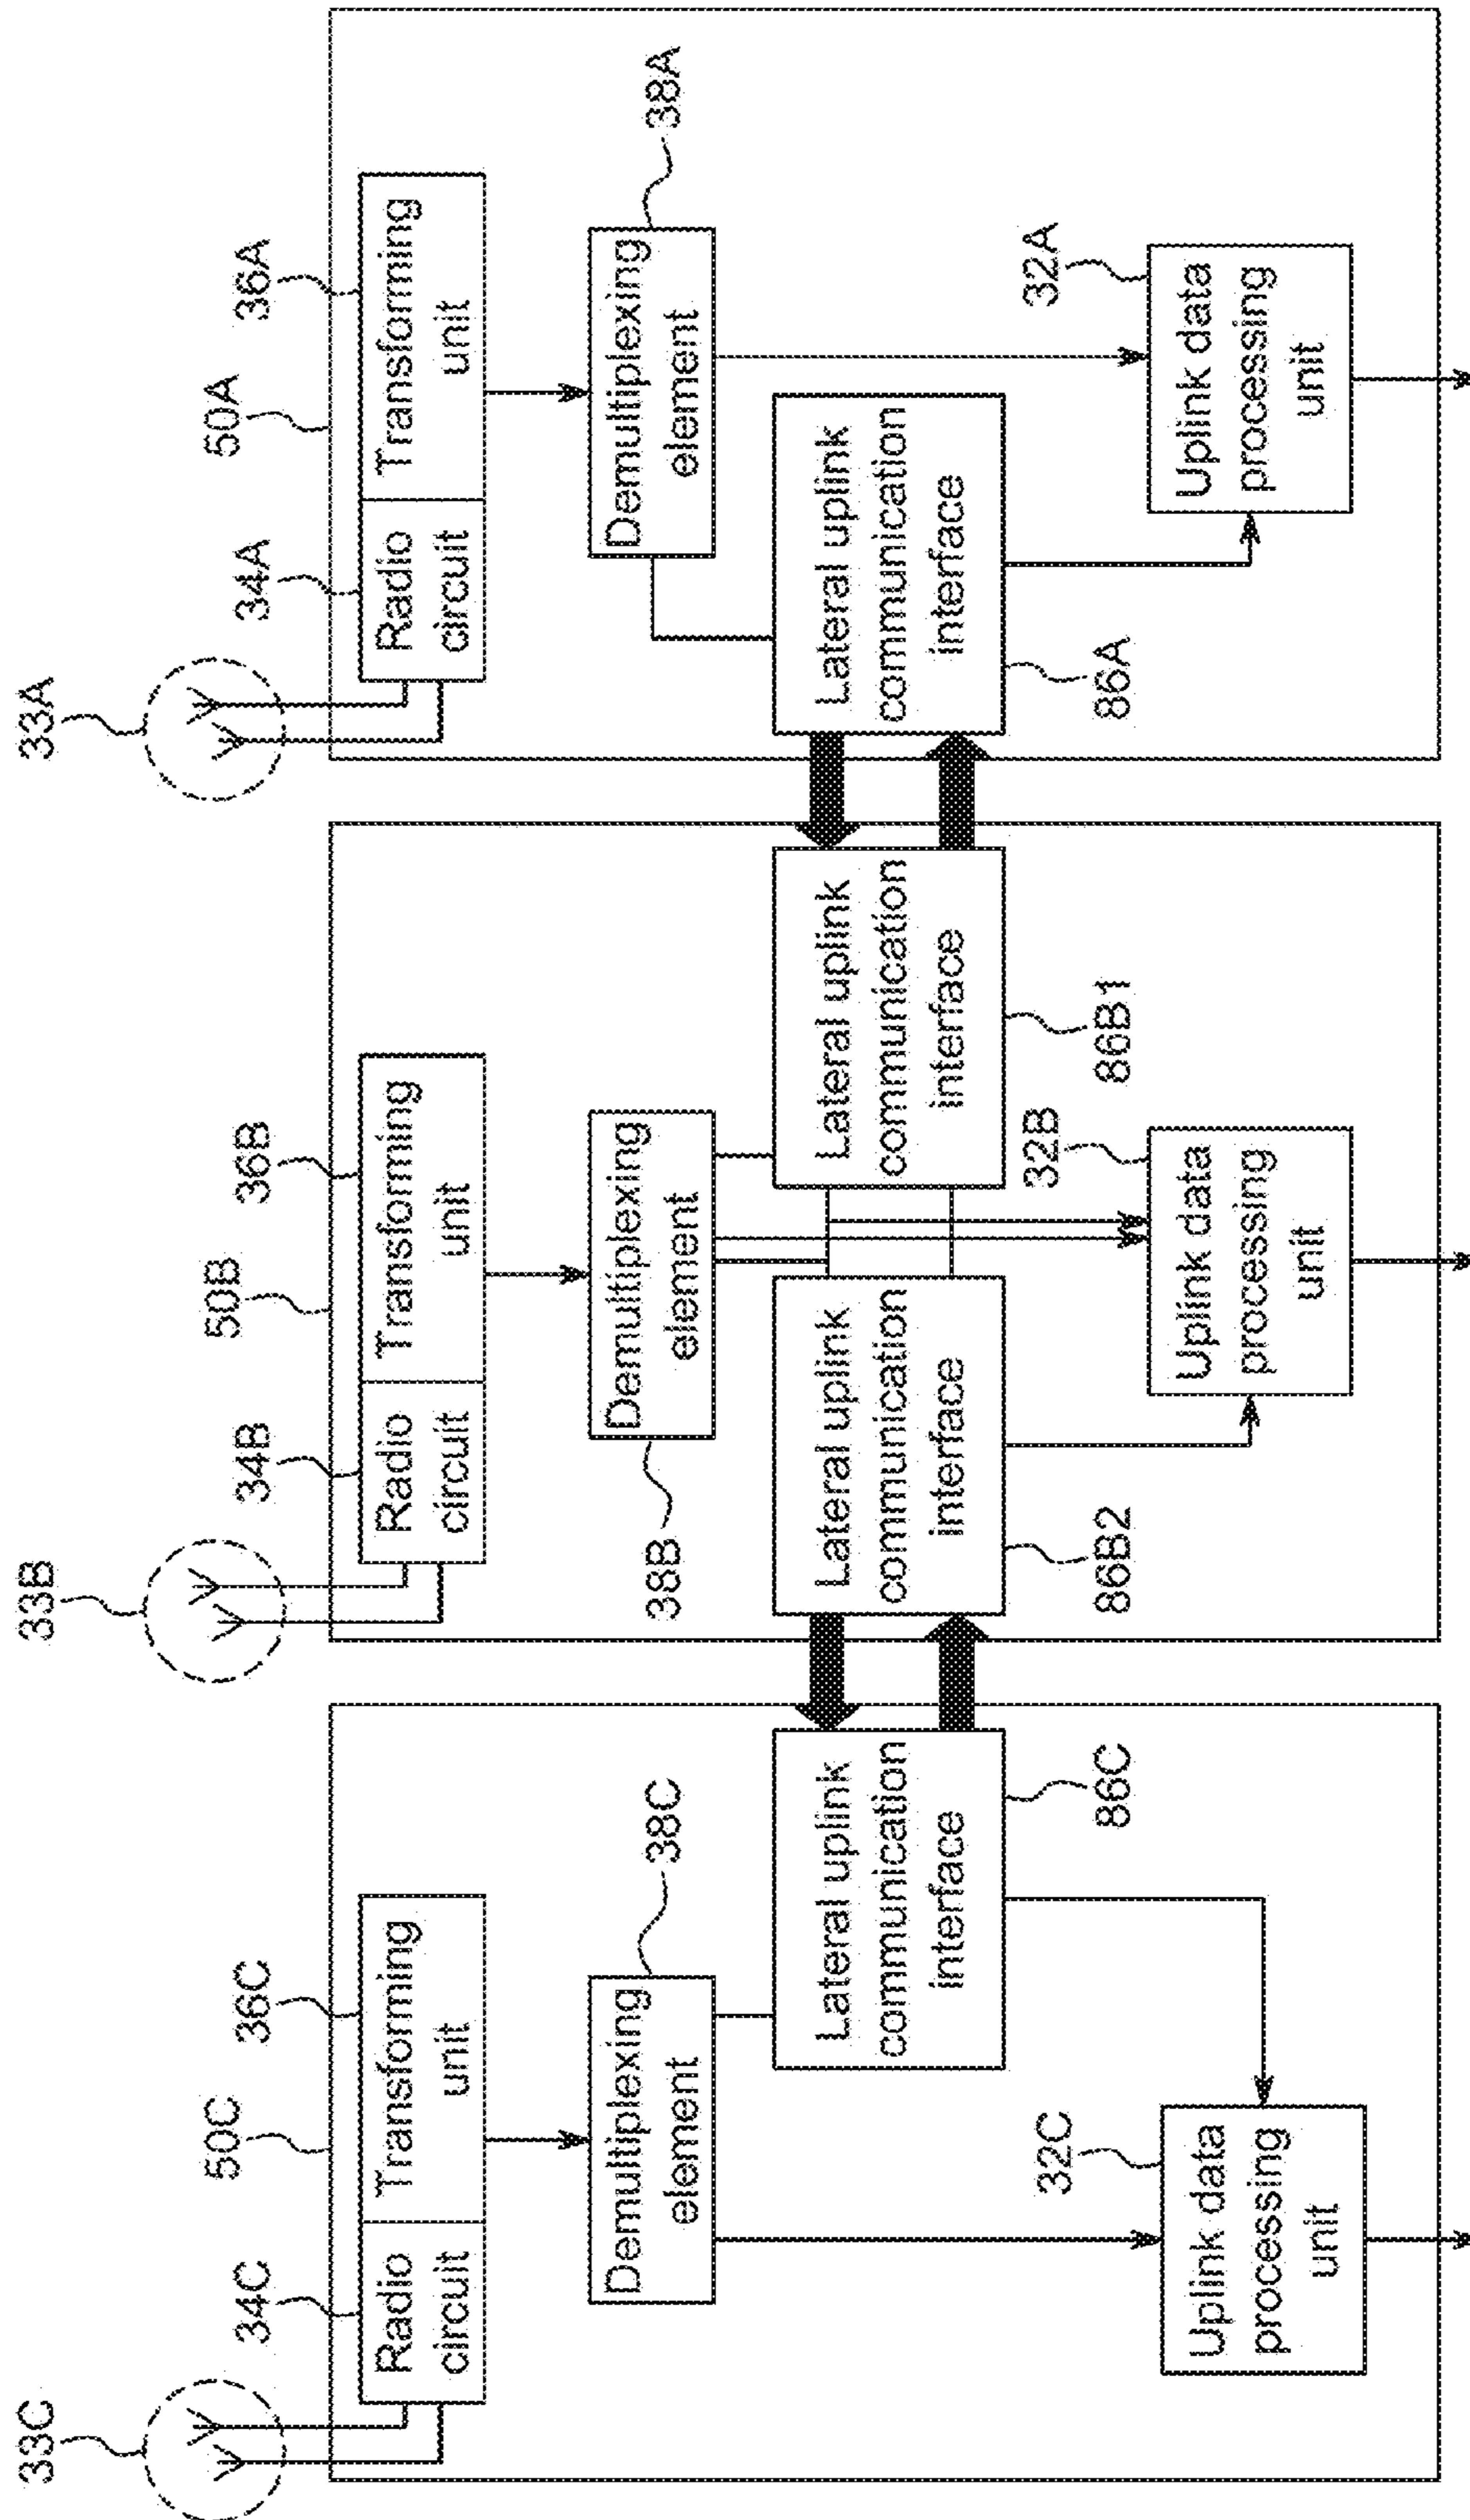 33C
34C
50C
36C
Radio
circuit
Transforming
unit
Demultiplexing
element
38C
Lateral uplink
communication
interface
86C
32C
Uplink data
processing
unit
33B
34B
50B
36B
Radio
circuit
Transforming
unit
Demultiplexing
element
38B
Lateral uplink
communication
interface
86B2
Lateral uplink
communication
interface
86B1
32B
Uplink data
processing
unit
33A
34A
50A
36A
Radio
circuit
Transforming
unit
Demultiplexing
element
38A
Lateral uplink
communication
interface
86A
32A
Uplink data
processing
unit